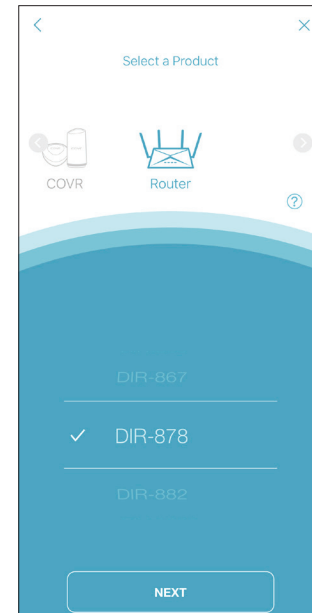 Select a Product
COVR
Router
?
DIR-867
DIR-878
DIR-882
NEXT